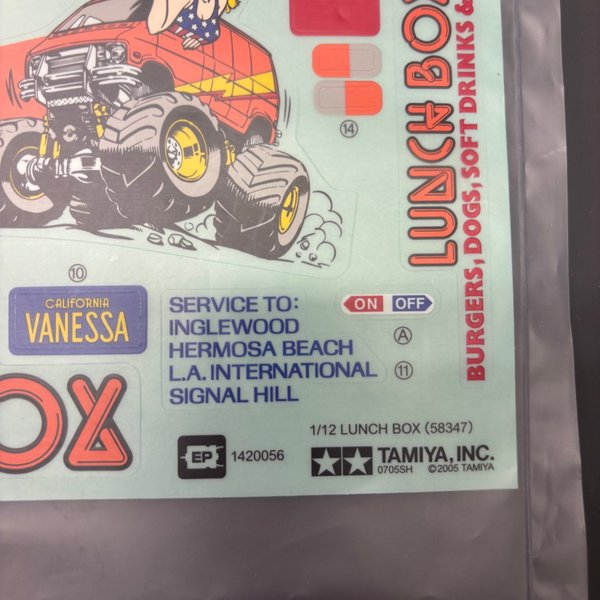 LUNCH BOX
BURGERS, DOGS, SOFT DRINKS &
14
10
CALIFORNIA
VANESSA
SERVICE TO:
INGLEWOOD
HERMOSA BEACH
L.A. INTERNATIONAL
SIGNAL HILL
ON OFF
A
11
OX
1/12 LUNCH BOX (58347)
EP 1420056
TAMIYA, INC.
0705SH ©2005 TAMIYA